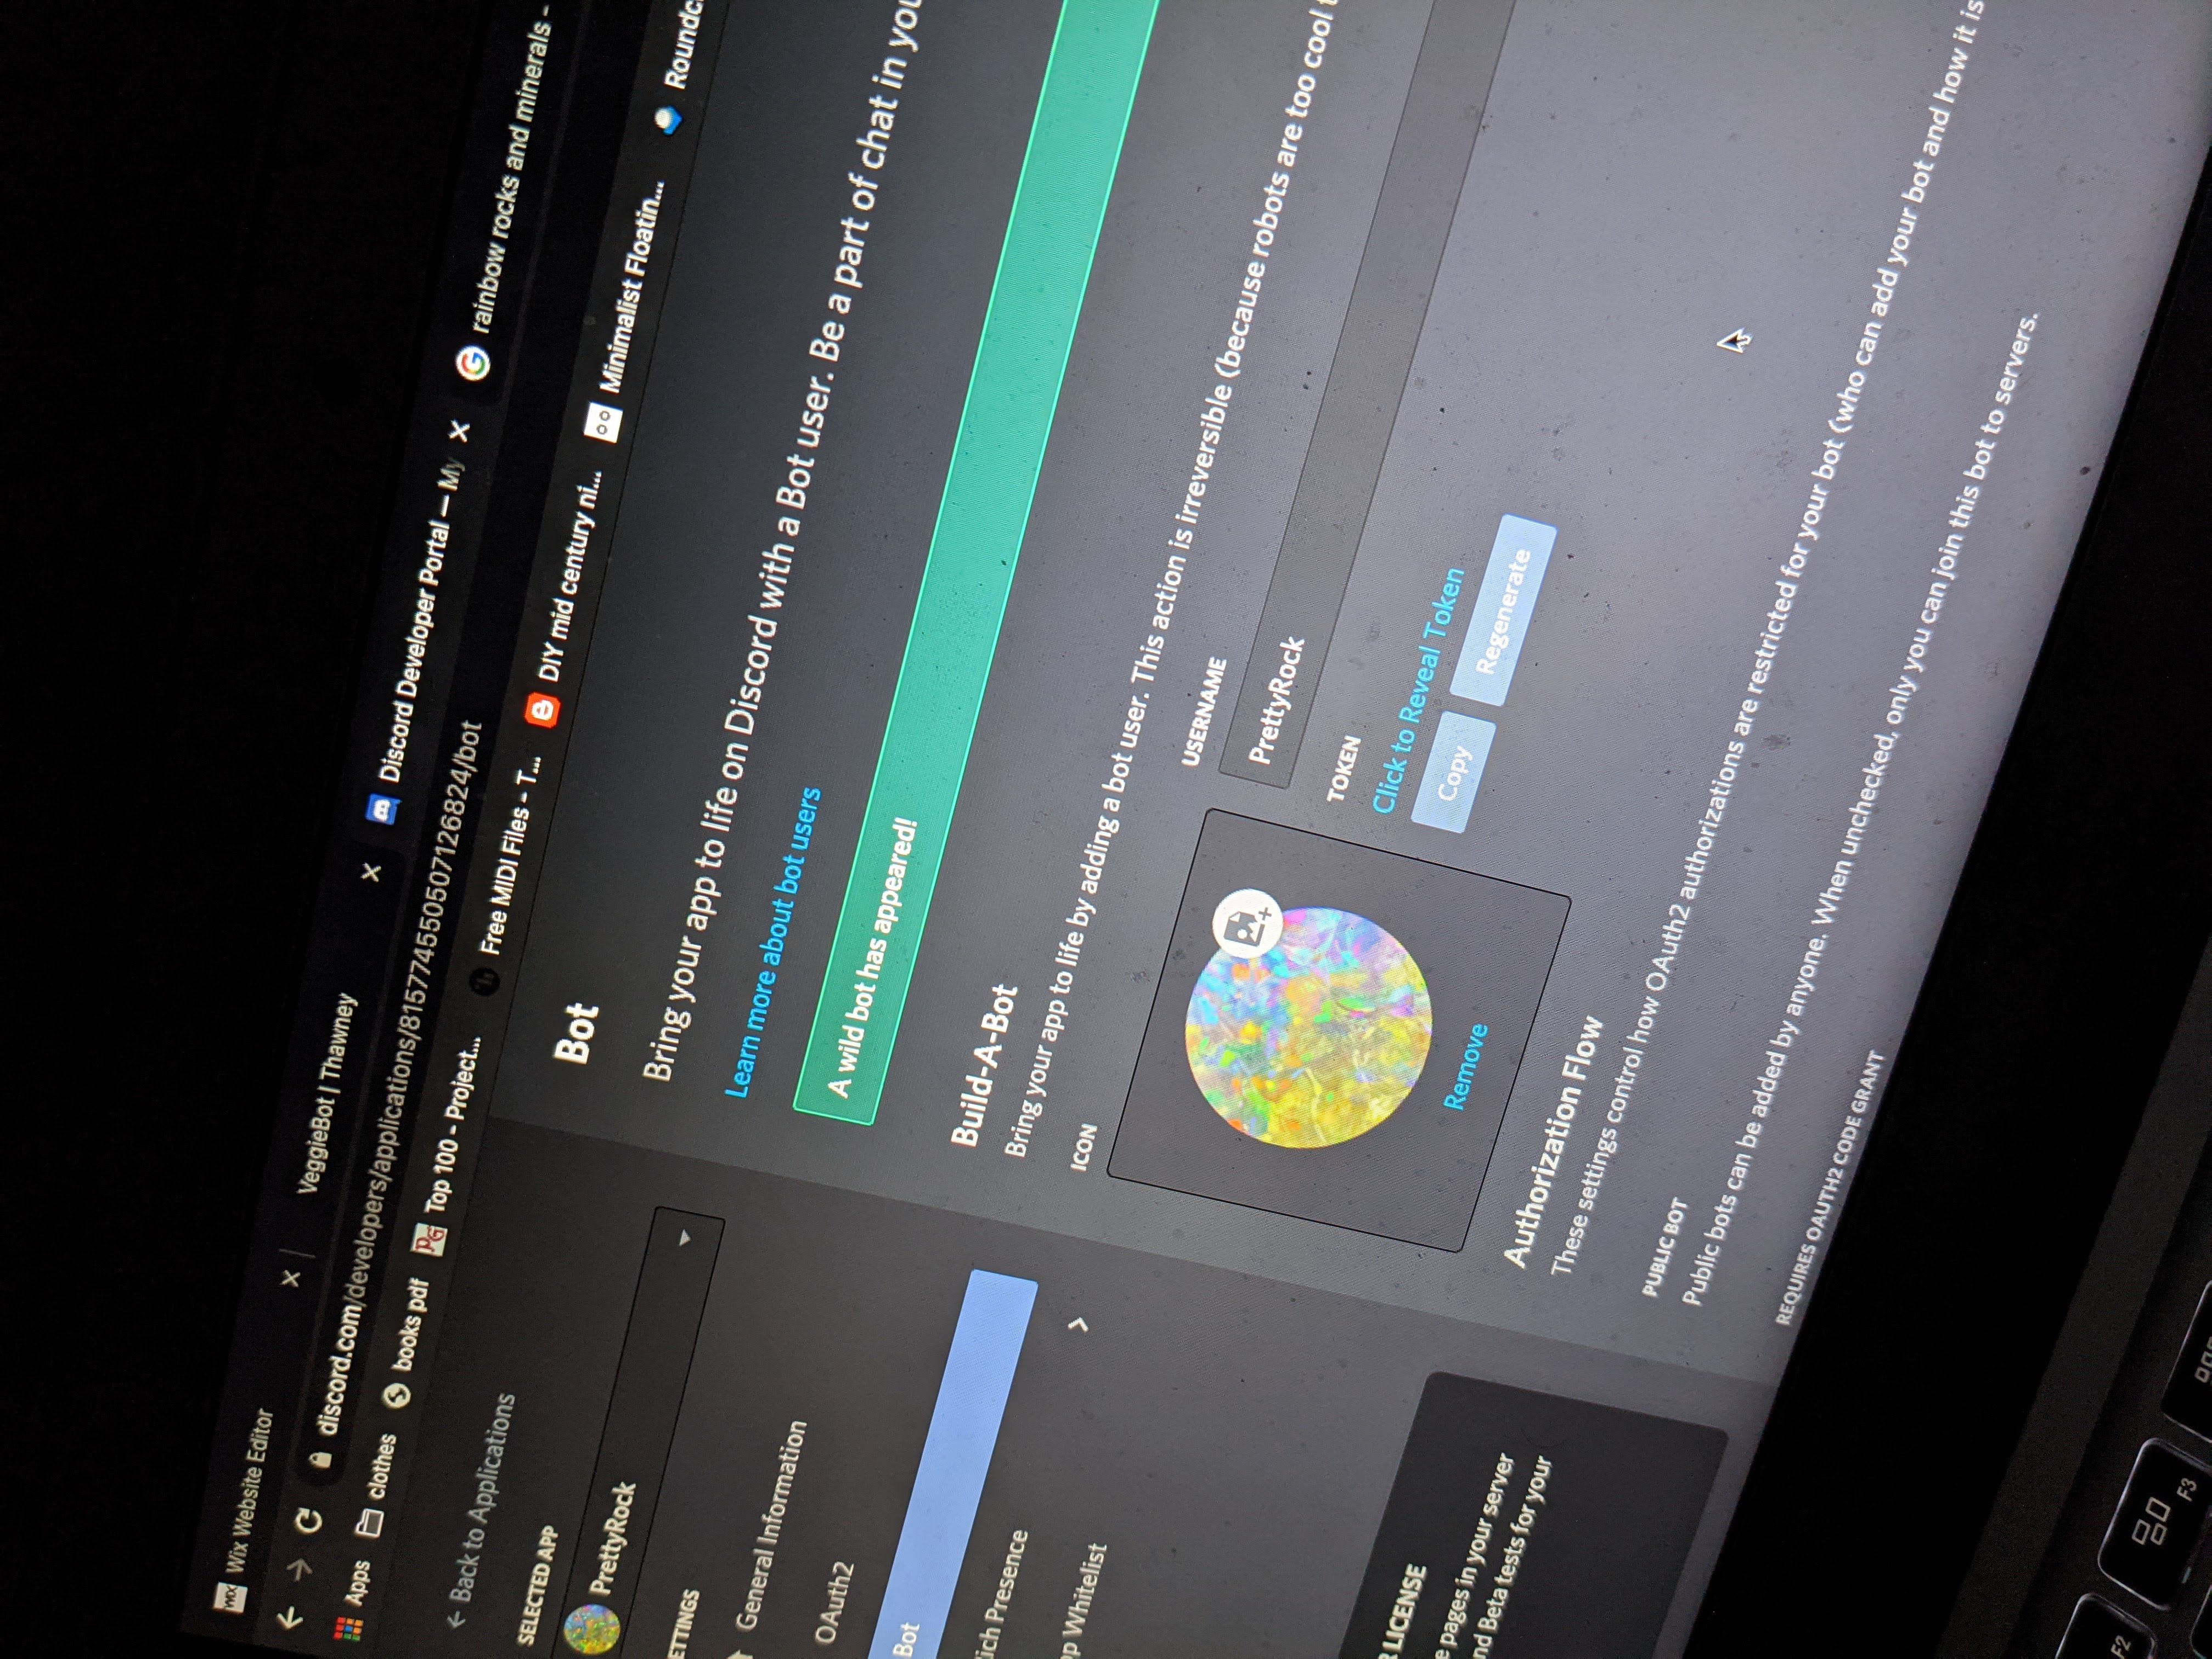 Wix Website Editor
VeggieBot | Thawney
Discord Developer Portal — My
rainbow rocks and minerals -
discord.com/developers/applications/815774550507126824/bot
Apps
clothes
books pdf
Top 100 - Project...
Free MIDI Files - T...
DIY mid century ni...
Minimalist Floatin...
Roundc
← Back to Applications
SELECTED APP
PrettyRock
ETTINGS
General Information
OAuth2
Bot
ich Presence
pp Whitelist
R LICENSE
e pages in your server
nd Beta tests for your
Bot
Bring your app to life on Discord with a Bot user. Be a part of chat in you
Learn more about bot users
A wild bot has appeared!
Build-A-Bot
Bring your app to life by adding a bot user. This action is irreversible (because robots are too cool t
ICON
Remove
USERNAME
PrettyRock
TOKEN
Click to Reveal Token
Copy
Regenerate
Authorization Flow
These settings control how OAuth2 authorizations are restricted for your bot (who can add your bot and how it is
PUBLIC BOT
Public bots can be added by anyone. When unchecked, only you can join this bot to servers.
REQUIRES OAUTH2 CODE GRANT
F2
F3